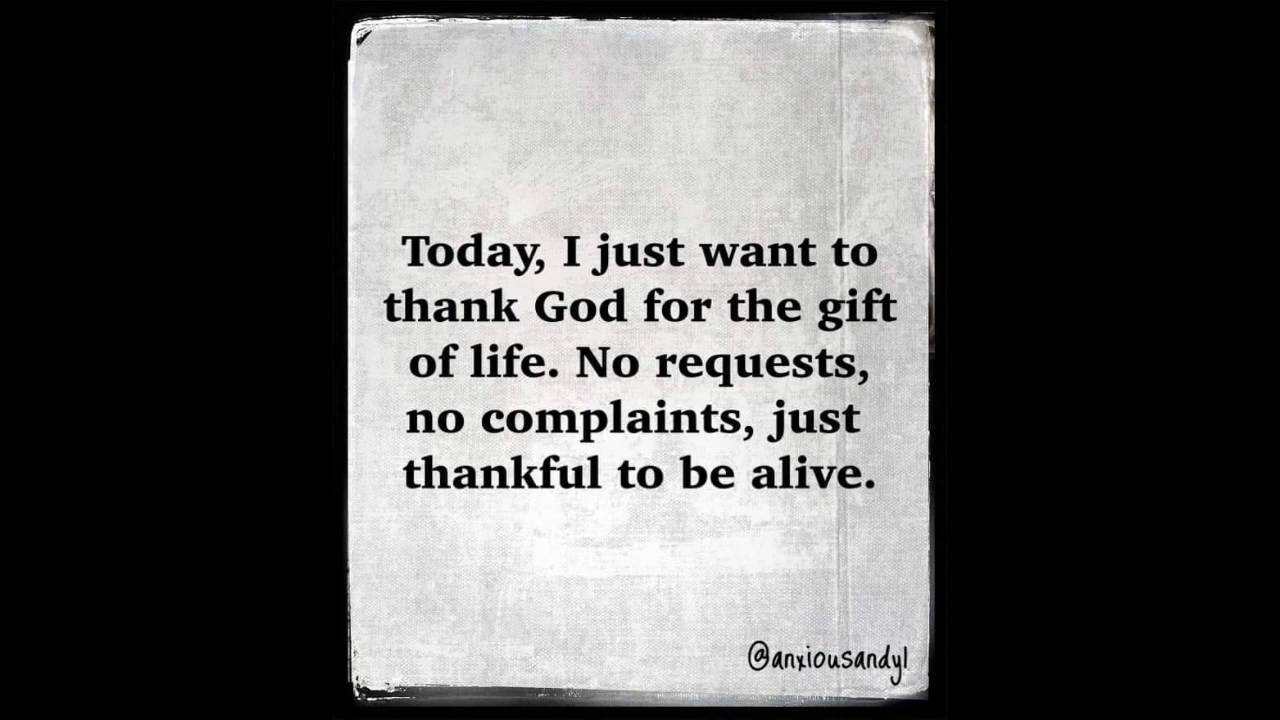 Today, I just want to
thank God for the gift
of life. No requests,
no complaints, just
thankful to be alive.
@anxiousandyl